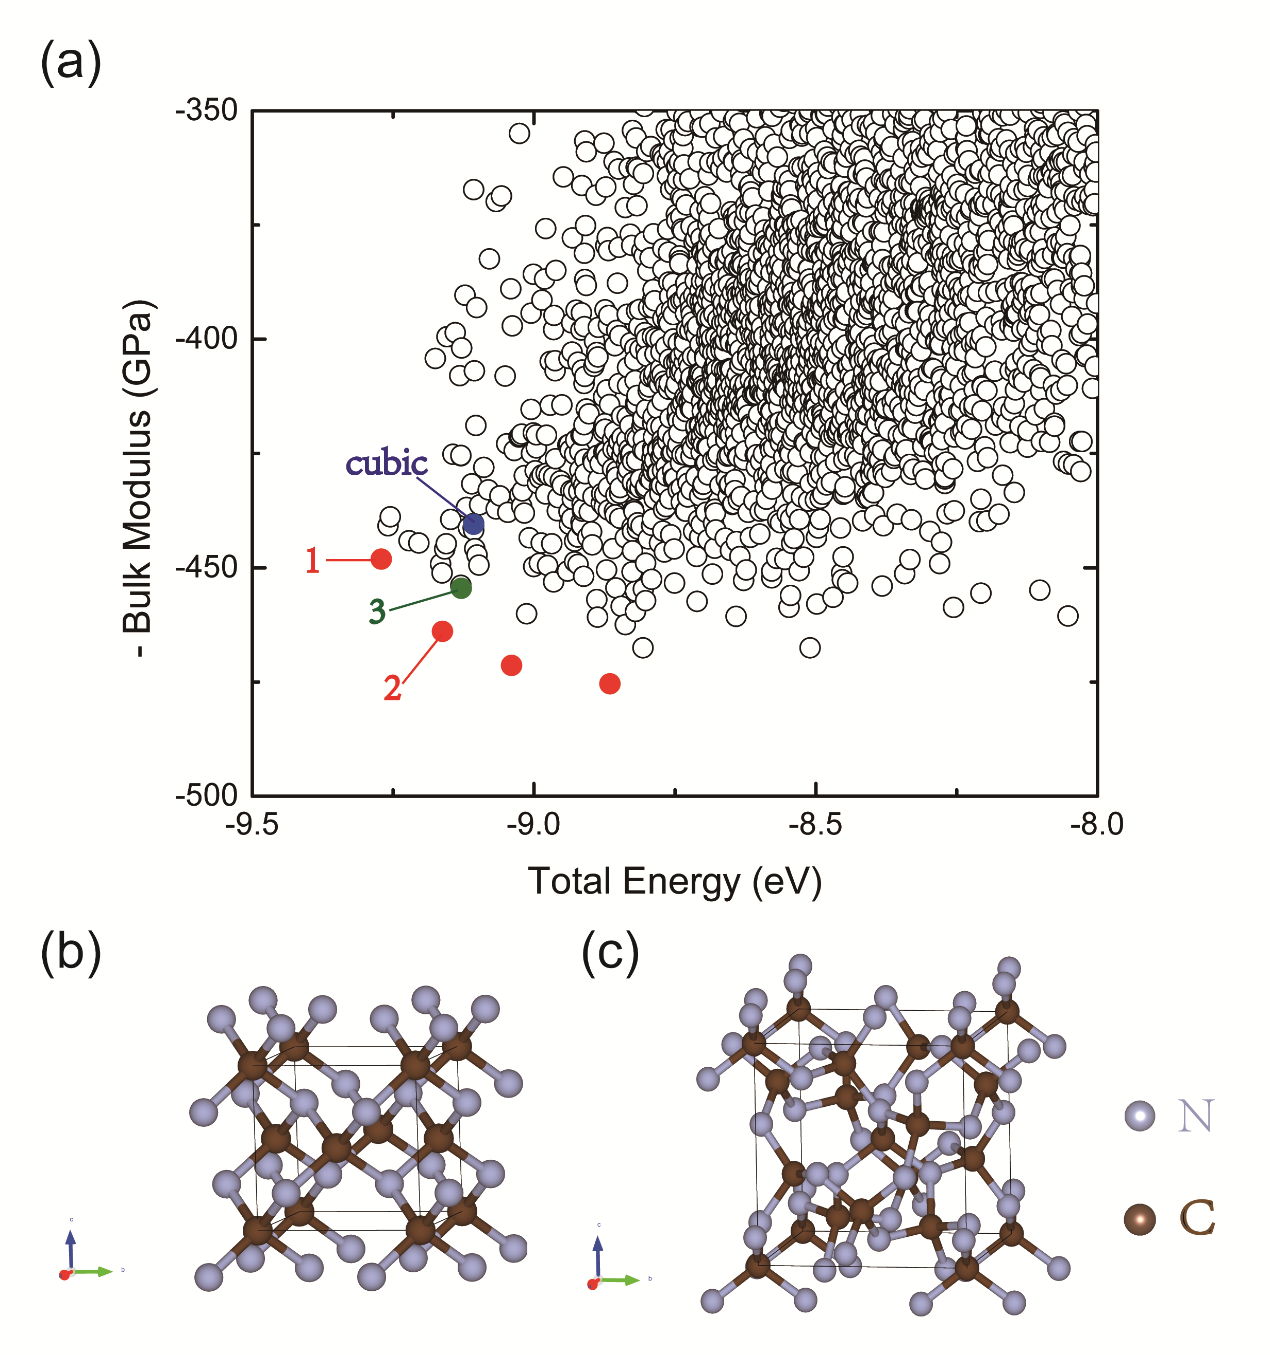 (a)
-350
-400
-450
-500
- Bulk Modulus (GPa)
cubic
1
3
2
-9.5 -9.0 -8.5 -8.0
Total Energy (eV)
(b) (c)
N
C
c
b
c
b